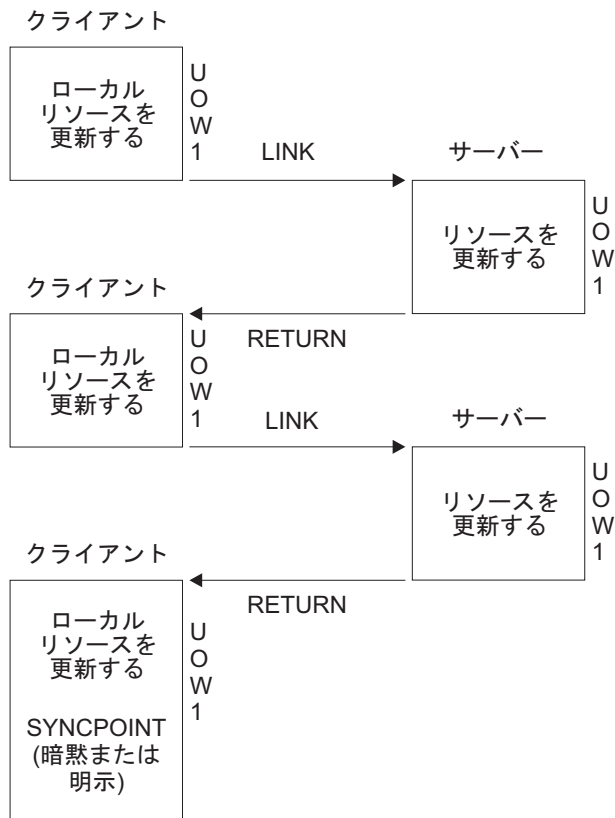 クライアント
ローカル
リソースを
更新する
UOW1
LINK
サーバー
リソースを
更新する
UOW1
クライアント
RETURN
ローカル
リソースを
更新する
UOW1
LINK
サーバー
リソースを
更新する
UOW1
クライアント
RETURN
ローカル
リソースを
更新する
UOW1
SYNCPOINT
(暗黙または
明示)